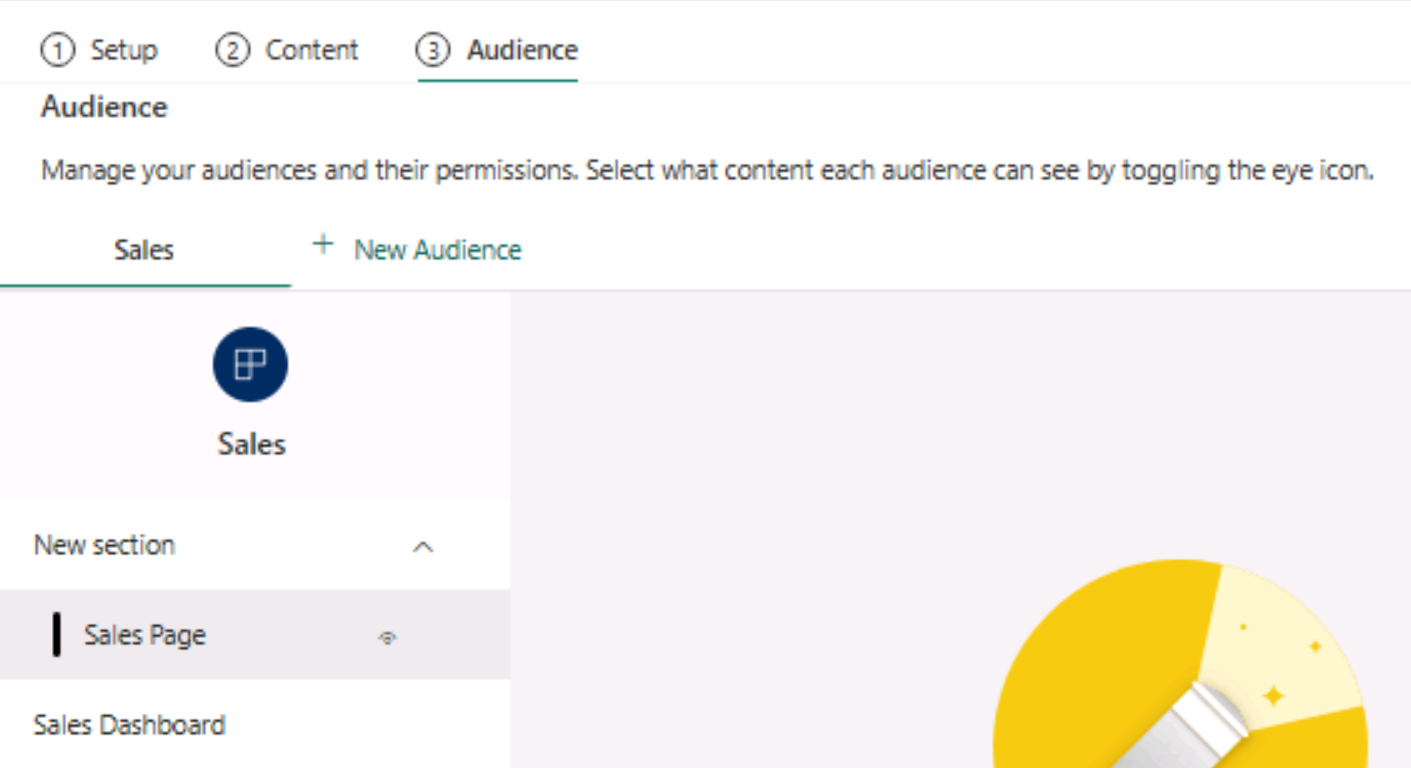 1 Setup 2 Content 3 Audience
Audience
Manage your audiences and their permissions. Select what content each audience can see by toggling the eye icon.
Sales + New Audience
Sales
New section
Sales Page
Sales Dashboard